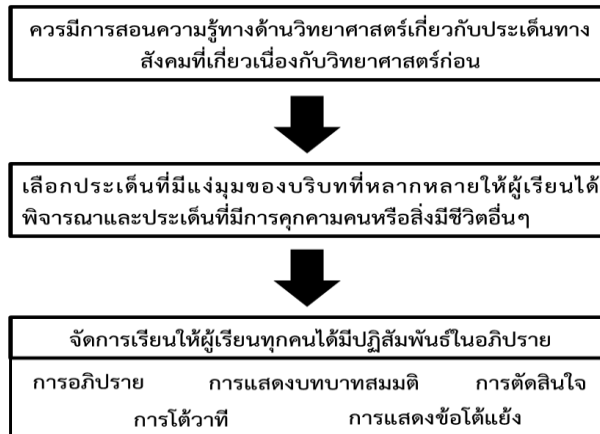 ควรมีการสอนความรู้ทางด้านวิทยาศาสตร์เกี่ยวกับประเด็นทาง
สังคมที่เกี่ยวเนื่องกับวิทยาศาสตร์ก่อน
เลือกประเด็นที่มีแง่มุมของบริบทที่หลากหลายให้ผู้เรียนได้
พิจารณาและประเด็นที่มีการคุกคามคนหรือสิ่งมีชีวิตอื่นๆ
จัดการเรียนให้ผู้เรียนทุกคนได้มีปฏิสัมพันธ์ในอภิปราย
การอภิปราย การแสดงบทบาทสมมติ การตัดสินใจ
การโต้วาที การแสดงข้อโต้แย้ง